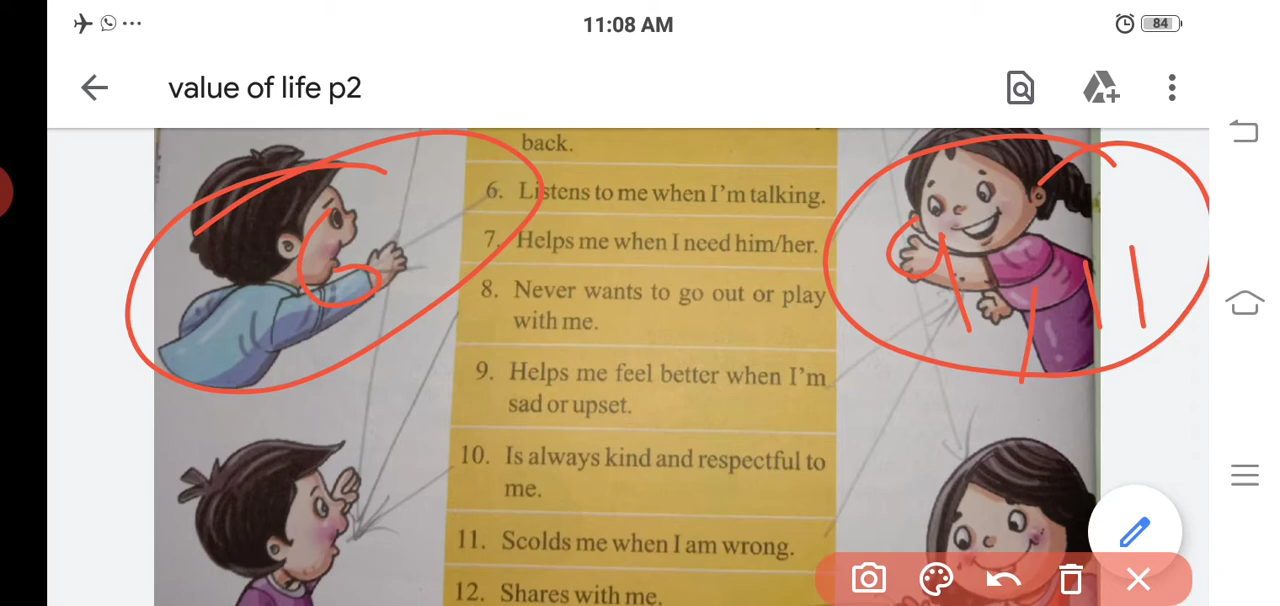 11:08 AM
84
value of life p2
back.
6. Listens to me when I'm talking.
7. Helps me when I need him/her.
8. Never wants to go out or play
with me.
9. Helps me feel better when I'm
sad or upset.
10. Is always kind and respectful to
me.
11. Scolds me when I am wrong.
12. Shares with me.